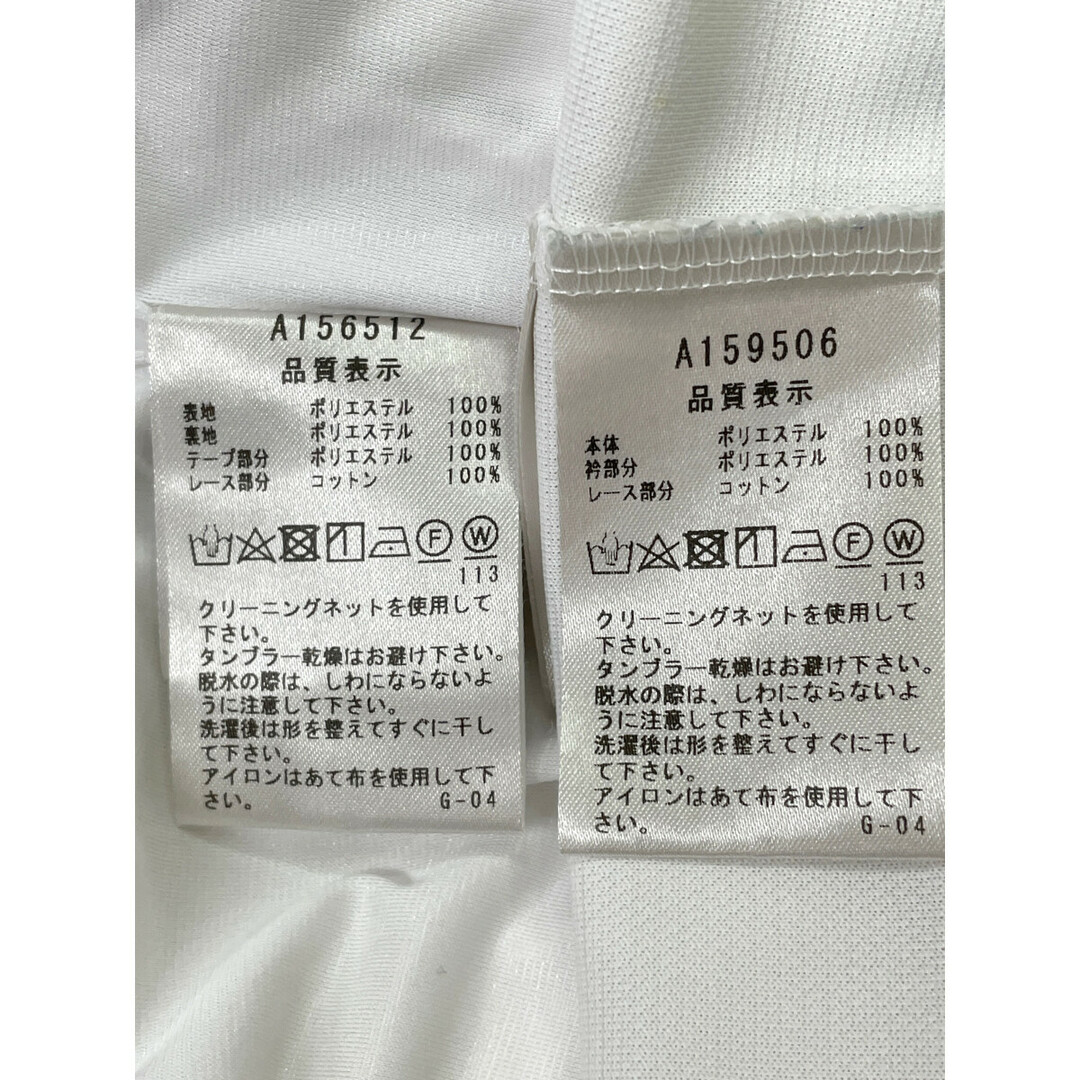 A156512
品質表示
表地 ポリエステル 100%
裏地 ポリエステル 100%
テープ部分 ポリエステル 100%
レース部分 コットン 100%
F W
113
クリーニングネットを使用して
下さい。
タンブラー乾燥はお避け下さい。
脱水の際は、しわにならないよ
うに注意して下さい。
洗濯後は形を整えてすぐに干し
て下さい。
アイロンはあて布を使用して下
さい。 G-04
A159506
品質表示
本体 ポリエステル 100%
衿部分 ポリエステル 100%
レース部分 コットン 100%
F W
113
クリーニングネットを使用して
下さい。
タンブラー乾燥はお避け下さい。
脱水の際は、しわにならないよ
うに注意して下さい。
洗濯後は形を整えてすぐに干し
て下さい。
アイロンはあて布を使用して下
さい。 G-04